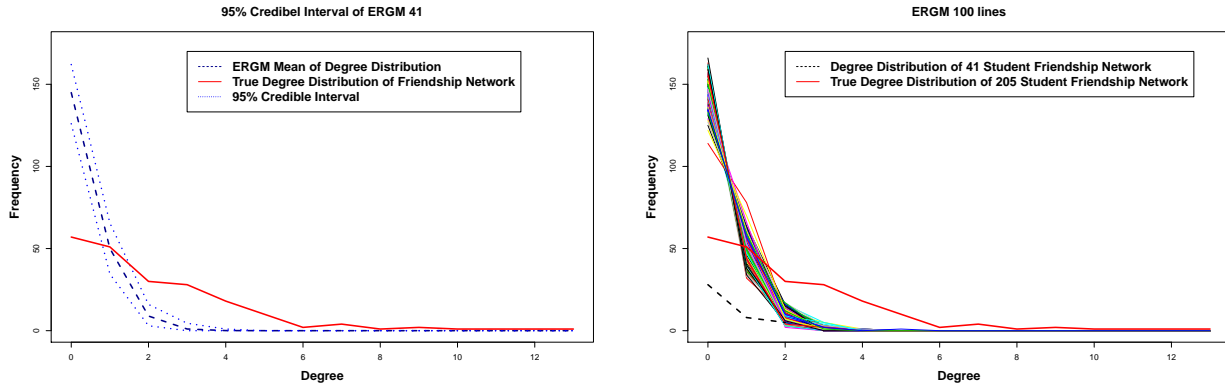 95% Credibel Interval of ERGM 41
ERGM Mean of Degree Distribution
True Degree Distribution of Friendship Network
95% Credible Interval
Frequency
0
50
100
150
0 2 4 6 8 10 12
Degree
ERGM 100 lines
Degree Distribution of 41 Student Friendship Network
True Degree Distribution of 205 Student Friendship Network
Frequency
0
50
100
150
0 2 4 6 8 10 12
Degree